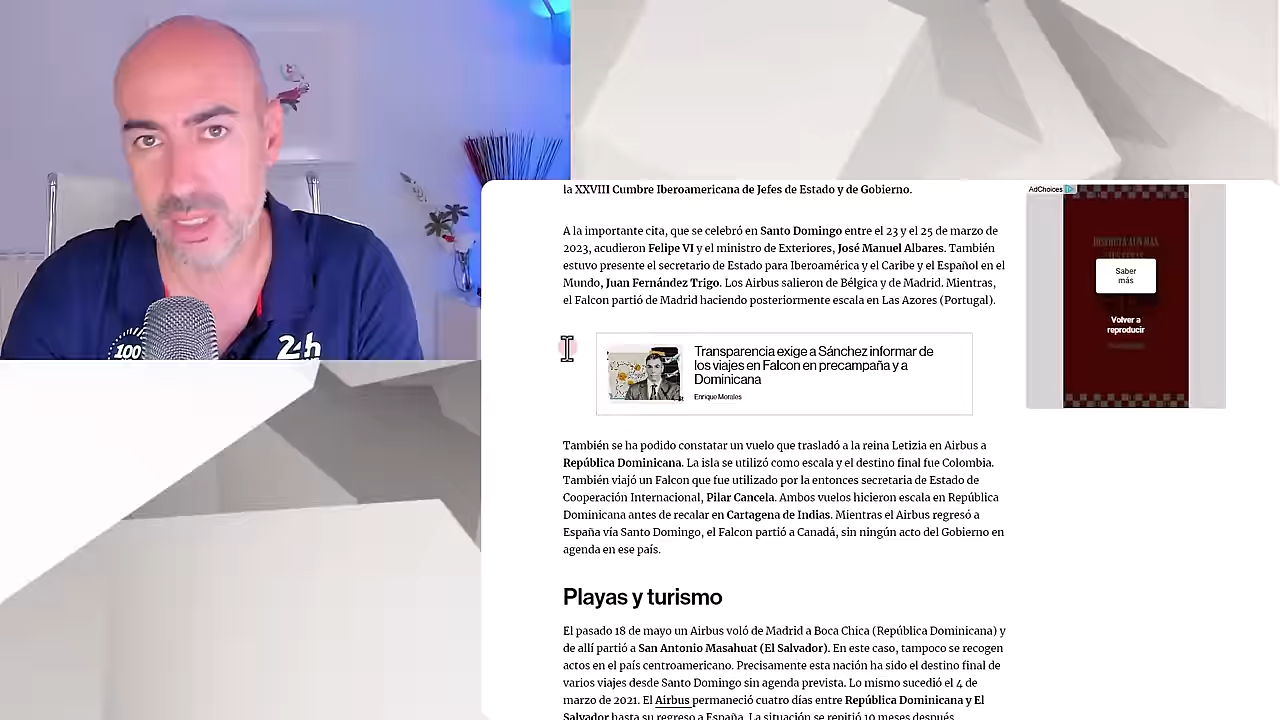 la XXVIII Cumbre Iberoamericana de Jefes de Estado y de Gobierno.
A la importante cita, que se celebró en Santo Domingo entre el 23 y el 25 de marzo de
2023, acudieron Felipe VI y el ministro de Exteriores, José Manuel Albares. También
estuvo presente el secretario de Estado para Iberoamérica y el Caribe y el Español en el
Mundo, Juan Fernández Trigo. Los Airbus salieron de Bélgica y de Madrid. Mientras,
el Falcon partió de Madrid haciendo posteriormente escala en Las Azores (Portugal).
Transparencia exige a Sánchez informar de
los viajes en Falcon en precampaña y a
Dominicana
Enrique Morales
También se ha podido constatar un vuelo que trasladó a la reina Letizia en Airbus a
República Dominicana. La isla se utilizó como escala y el destino final fue Colombia.
También viajó un Falcon que fue utilizado por la entonces secretaria de Estado de
Cooperación Internacional, Pilar Cancela. Ambos vuelos hicieron escala en República
Dominicana antes de recalar en Cartagena de Indias. Mientras el Airbus regresó a
España vía Santo Domingo, el Falcon partió a Canadá, sin ningún acto del Gobierno en
agenda en ese país.
Playas y turismo
El pasado 18 de mayo un Airbus voló de Madrid a Boca Chica (República Dominicana) y
de allí partió a San Antonio Masahuat (El Salvador). En este caso, tampoco se recogen
actos en el país centroamericano. Precisamente esta nación ha sido el destino final de
varios viajes desde Santo Domingo sin agenda prevista. Lo mismo sucedió el 4 de
marzo de 2021. El Airbus permaneció cuatro días entre República Dominicana y El
Salvador hasta su regreso a España. La situación se repitió 10 meses después,
AdChoices
Saber
más
Volver a
reproducir
100
24h